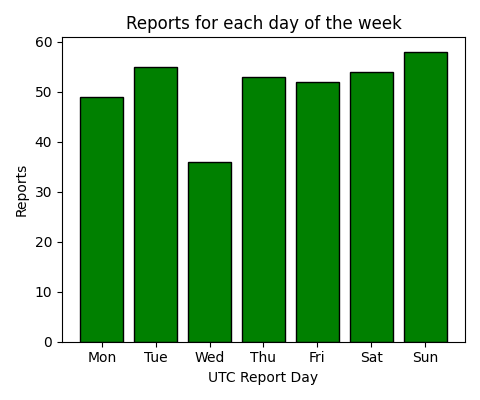 Reports for each day of the week
60
50
40
30
20
10
0
Reports
Mon Tue Wed Thu Fri Sat Sun
UTC Report Day